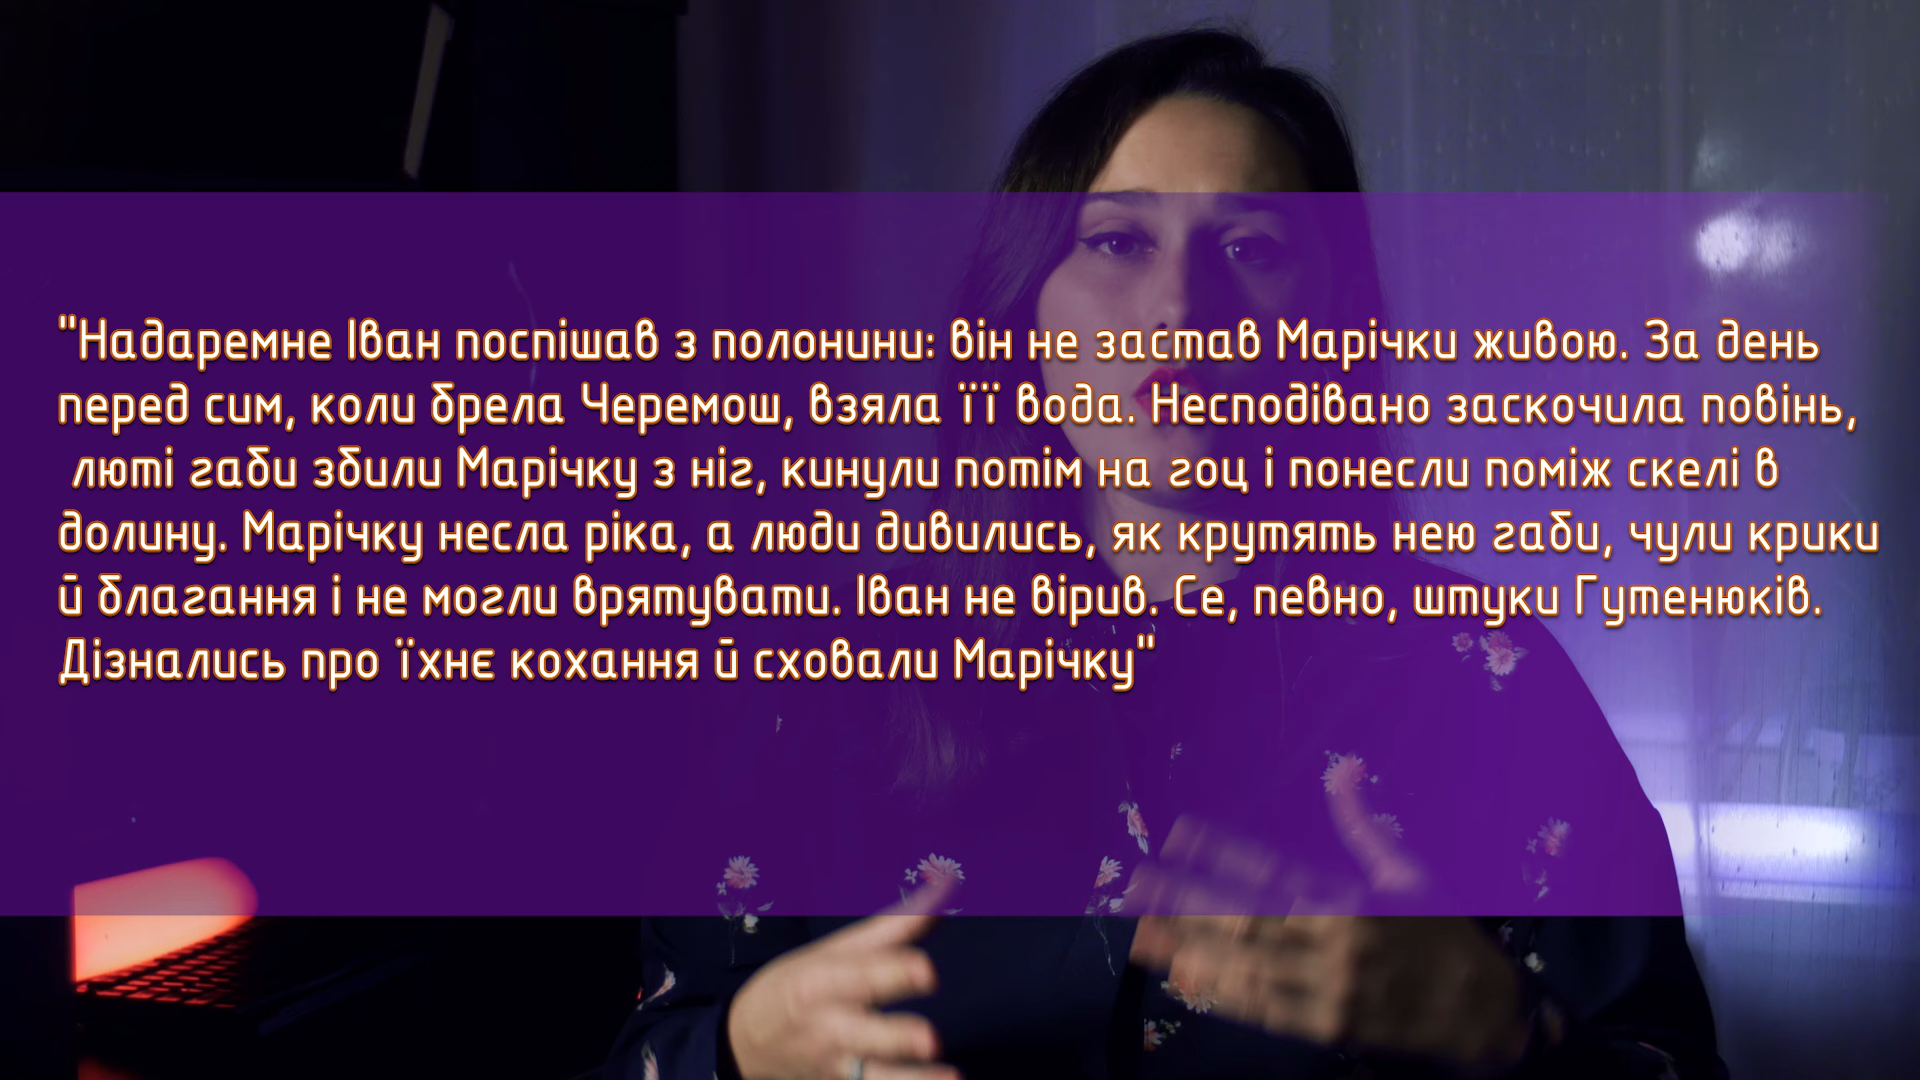 "Надаремне Іван поспішав з полонини: він не застав Марічки живою. За день
перед сим, коли брела Черемош, взяла її вода. Несподівано заскочила повінь,
люті габи збили Марічку з ніг, кинули потім на гоц і понесли поміж скелі в
долину. Марічку несла ріка, а люди дивились, як крутять нею габи, чули крики
й благання і не могли врятувати. Іван не вірив. Се, певно, штуки Гутенюків.
Дізнались про їхнє кохання й сховали Марічку"